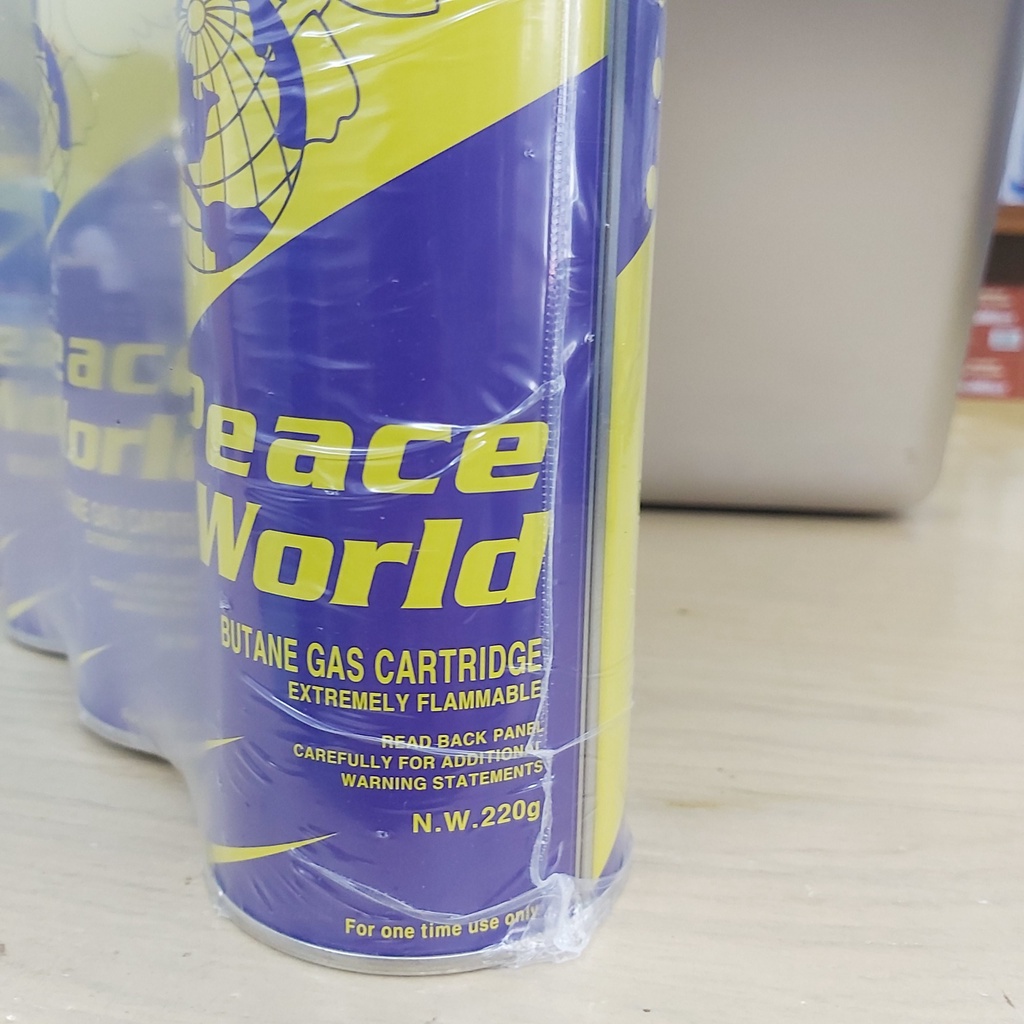 Peace
World
BUTANE GAS CARTRIDGE
EXTREMELY FLAMMABLE
READ BACK PANEL
CAREFULLY FOR ADDITIONAL
WARNING STATEMENTS
N.W.220g
For one time use only